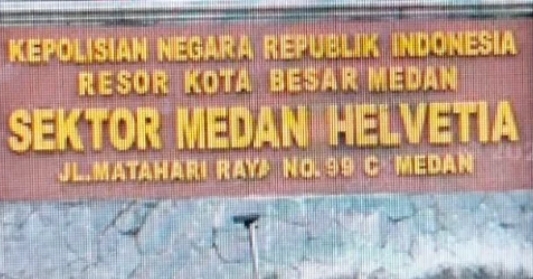 KEPOLISIAN NEGARA REPUBLIK INDONESIA
RESOR KOTA BESAR MEDAN
SEKTOR MEDAN HELVETIA
JL.MATAHARI RAYA NO.99 C MEDAN